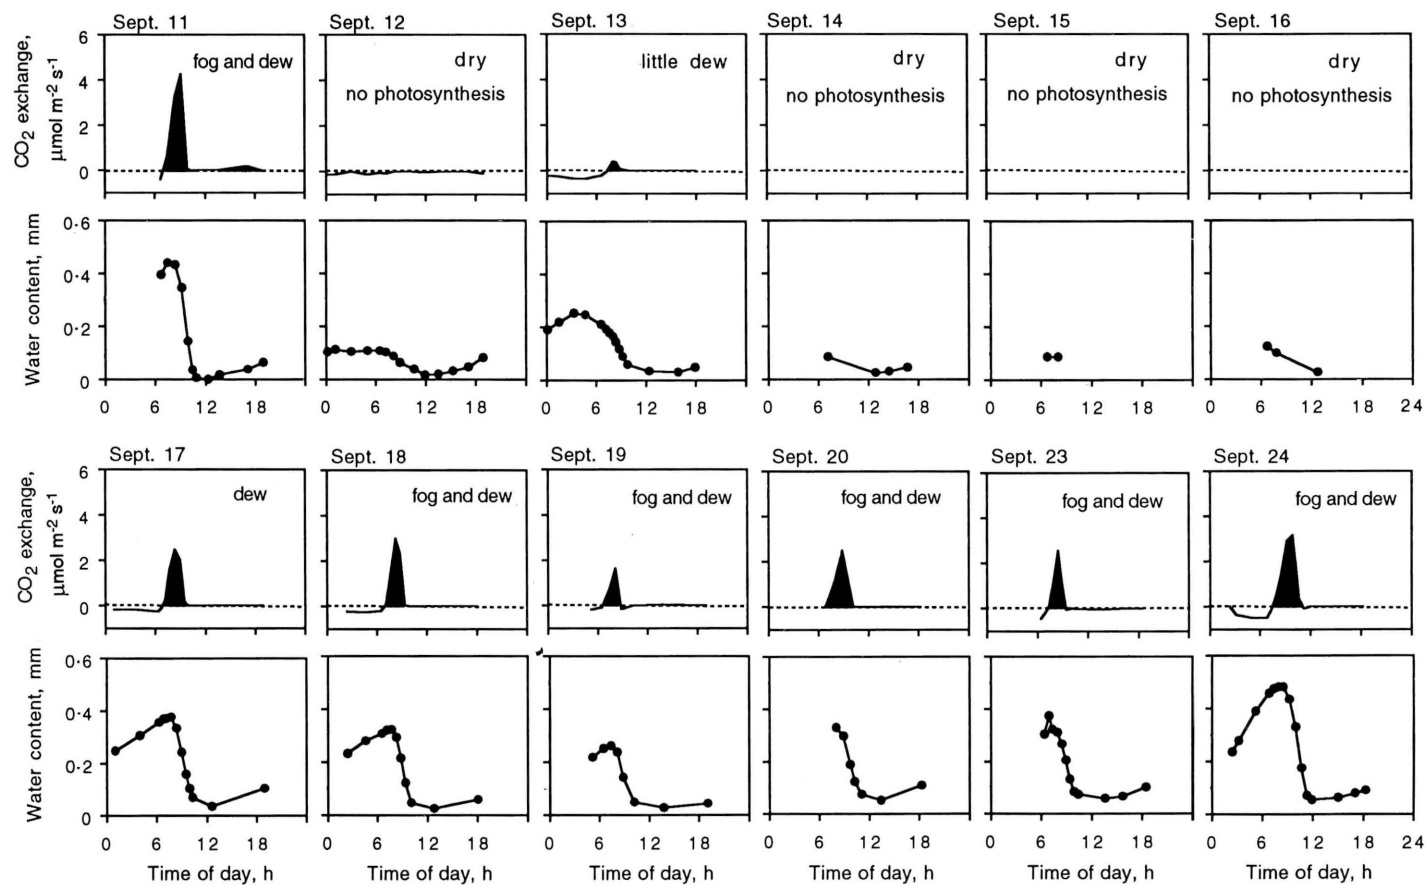 Sept. 11 Sept. 12 Sept. 13 Sept. 14 Sept. 15 Sept. 16
CO2 exchange,
μmol m-2 s-1
6
4
2
0
fog and dew
dry
no photosynthesis
little dew
dry
no photosynthesis
dry
no photosynthesis
dry
no photosynthesis
Water content, mm
0·6
0·4
0·2
0
0 6 12 18 0 6 12 18 0 6 12 18 0 6 12 18 0 6 12 18 0 6 12 18 24
Sept. 17 Sept. 18 Sept. 19 Sept. 20 Sept. 23 Sept. 24
CO2 exchange,
μmol m-2 s-1
6
4
2
0
dew
fog and dew
fog and dew
fog and dew
fog and dew
fog and dew
Water content, mm
0·6
0·4
0·2
0
0 6 12 18 0 6 12 18 0 6 12 18 0 6 12 18 0 6 12 18 0 6 12 18 24
Time of day, h Time of day, h Time of day, h Time of day, h Time of day, h Time of day, h